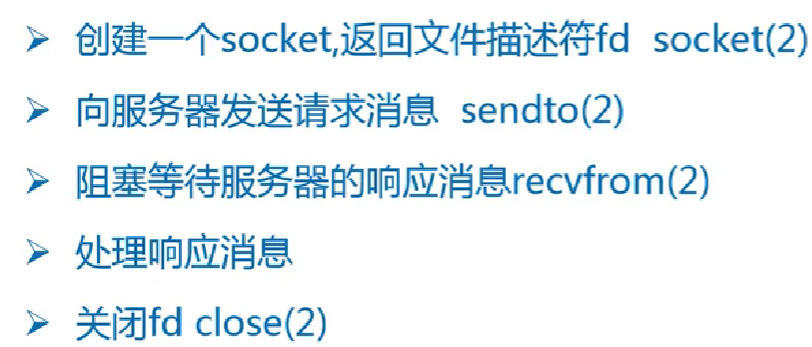 创建一个socket,返回文件描述符fd socket(2)
向服务器发送请求消息 sendto(2)
阻塞等待服务器的响应消息recvfrom(2)
处理响应消息
关闭fd close(2)